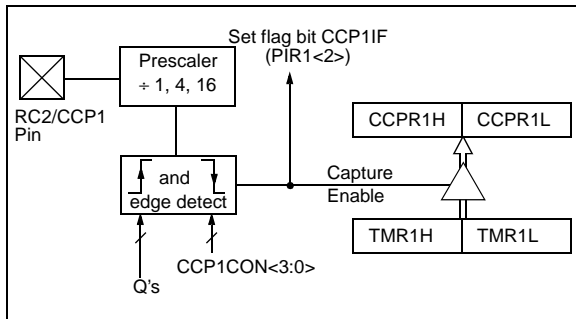 Set flag bit CCP1IF
(PIR1<2>)
Prescaler
÷ 1, 4, 16
RC2/CCP1
Pin
CCPR1H
CCPR1L
and
edge detect
Capture
Enable
TMR1H
TMR1L
CCP1CON<3:0>
Q's